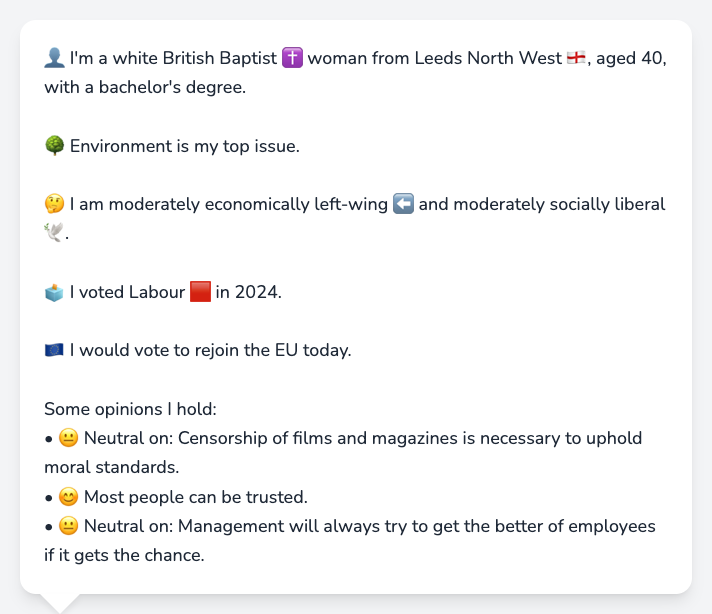 👤 I'm a white British Baptist ✝️ woman from Leeds North West 🏴󠁧󠁢󠁥󠁮󠁧󠁿, aged 40,
with a bachelor's degree.
🌳 Environment is my top issue.
🤔 I am moderately economically left-wing ⬅️ and moderately socially liberal
🕊️.
🗳️ I voted Labour 🟥 in 2024.
🇪🇺 I would vote to rejoin the EU today.
Some opinions I hold:
• 😐 Neutral on: Censorship of films and magazines is necessary to uphold
moral standards.
• 😊 Most people can be trusted.
• 😐 Neutral on: Management will always try to get the better of employees
if it gets the chance.